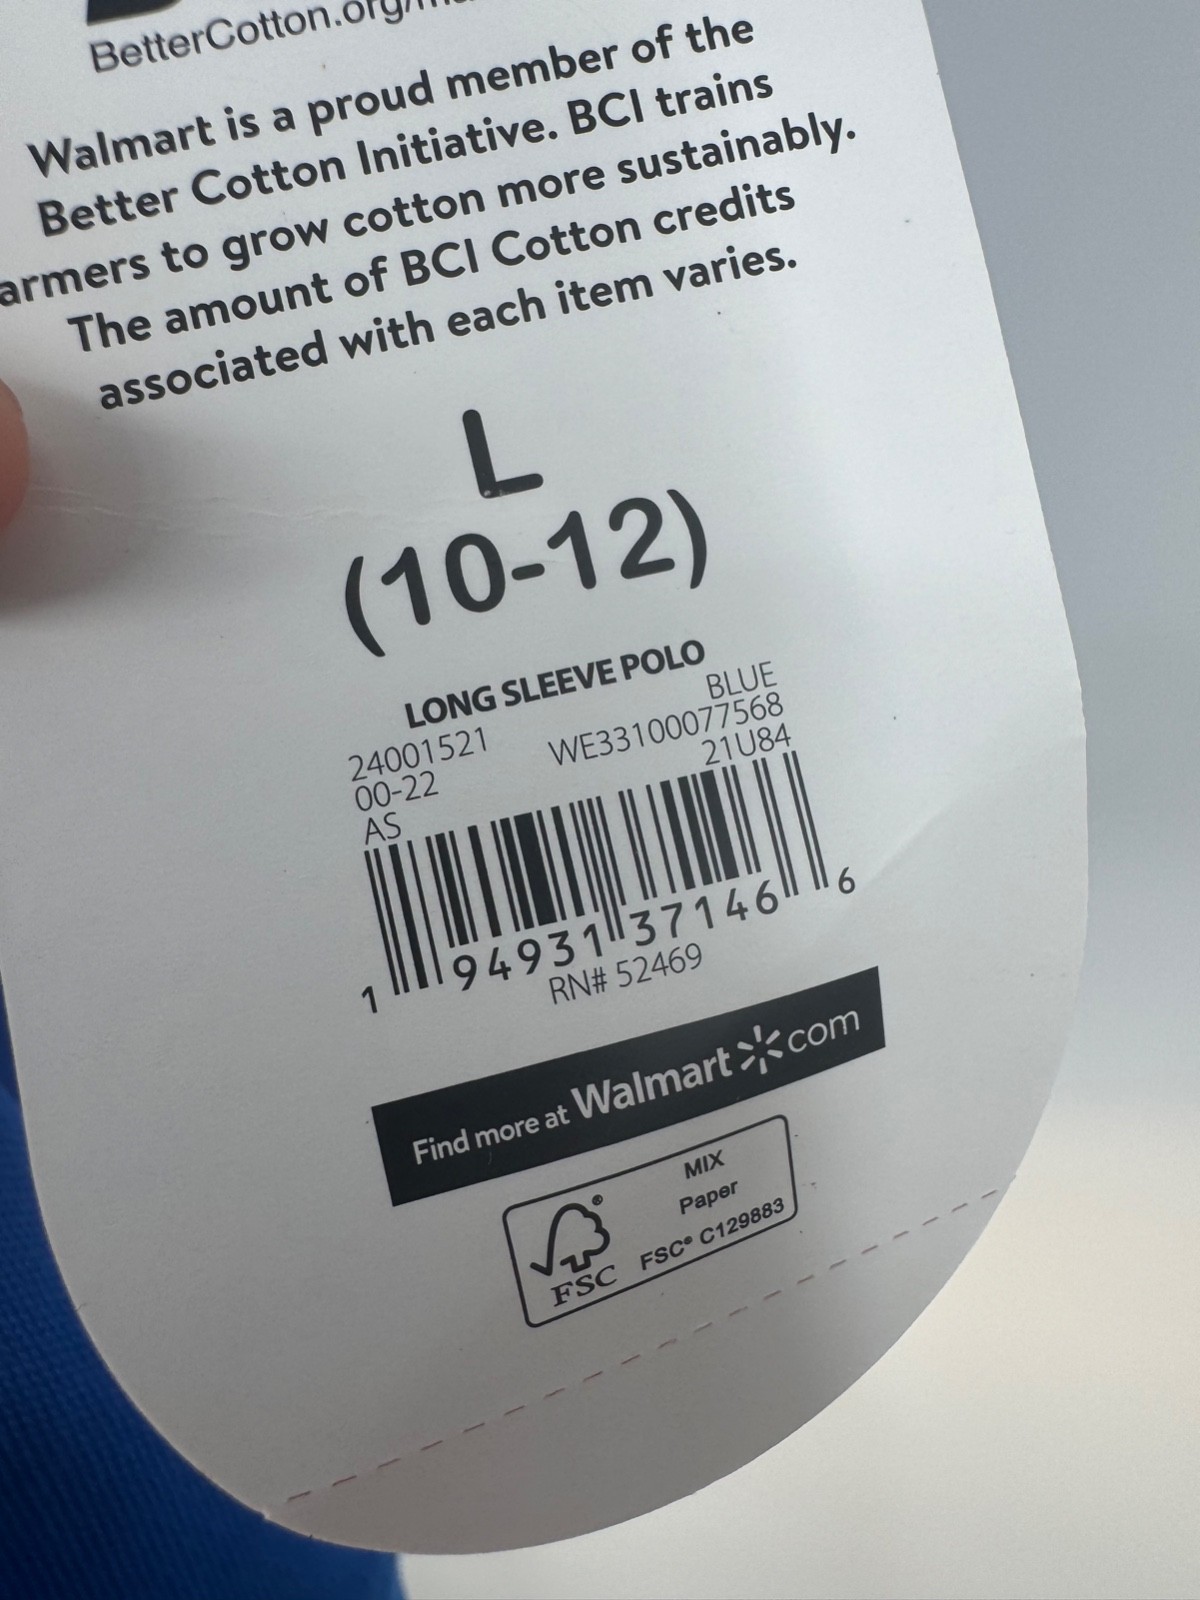 BetterCotton.org/
Walmart is a proud member of the
Better Cotton Initiative. BCI trains
armers to grow cotton more sustainably.
The amount of BCI Cotton credits
associated with each item varies.
L
(10-12)
LONG SLEEVE POLO
BLUE
24001521 WE33100077568
00-22 21U84
AS
1 94931 37146 6
RN# 52469
Find more at Walmart com
MIX
Paper
FSC® C129883
® FSC